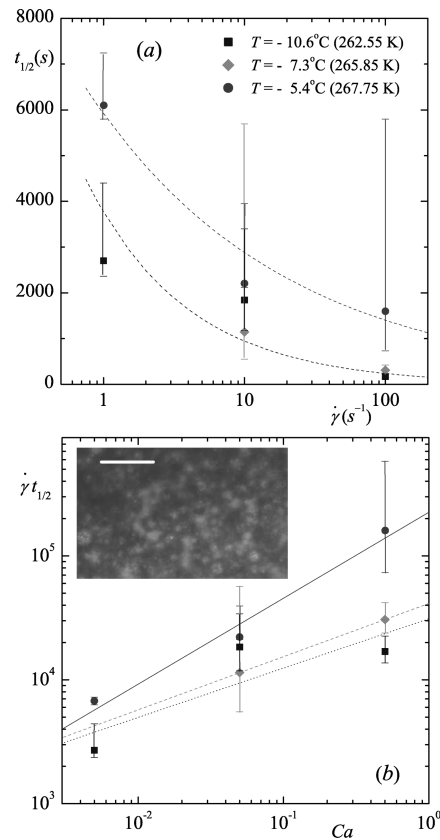 8000
t1/2(s)
(a)
T = - 10.6°C (262.55 K)
T = - 7.3°C (265.85 K)
T = - 5.4°C (267.75 K)
6000
4000
2000
0
1 10 100
γ̇(s⁻¹)
(b)
γ̇ t1/2
10⁵
10⁴
10³
10⁻² 10⁻¹ 10⁰
Ca